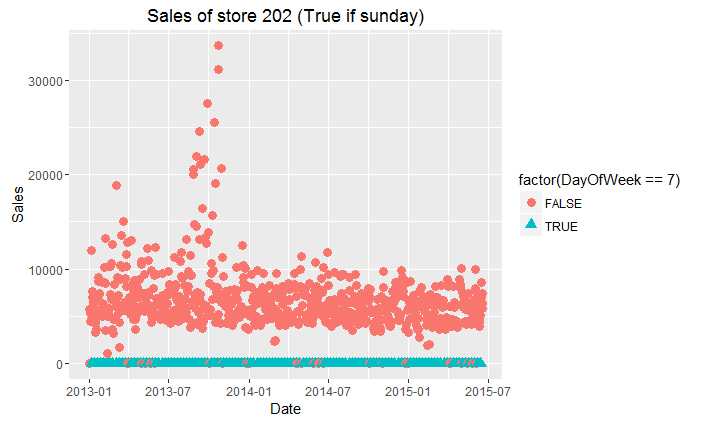 Sales of store 202 (True if sunday)
30000
20000
10000
0
Sales
2013-01
2013-07
2014-01
2014-07
2015-01
2015-07
Date
factor(DayOfWeek == 7)
FALSE
TRUE